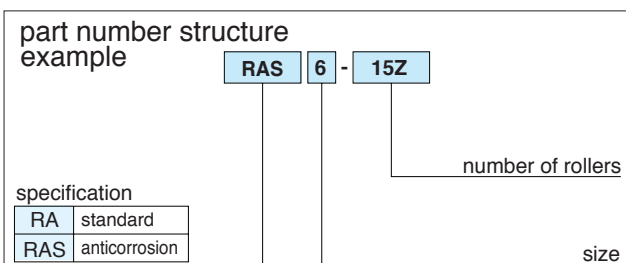 part number structure
example
RAS 6 - 15Z
number of rollers
specification
RA standard
RAS anticorrosion
size